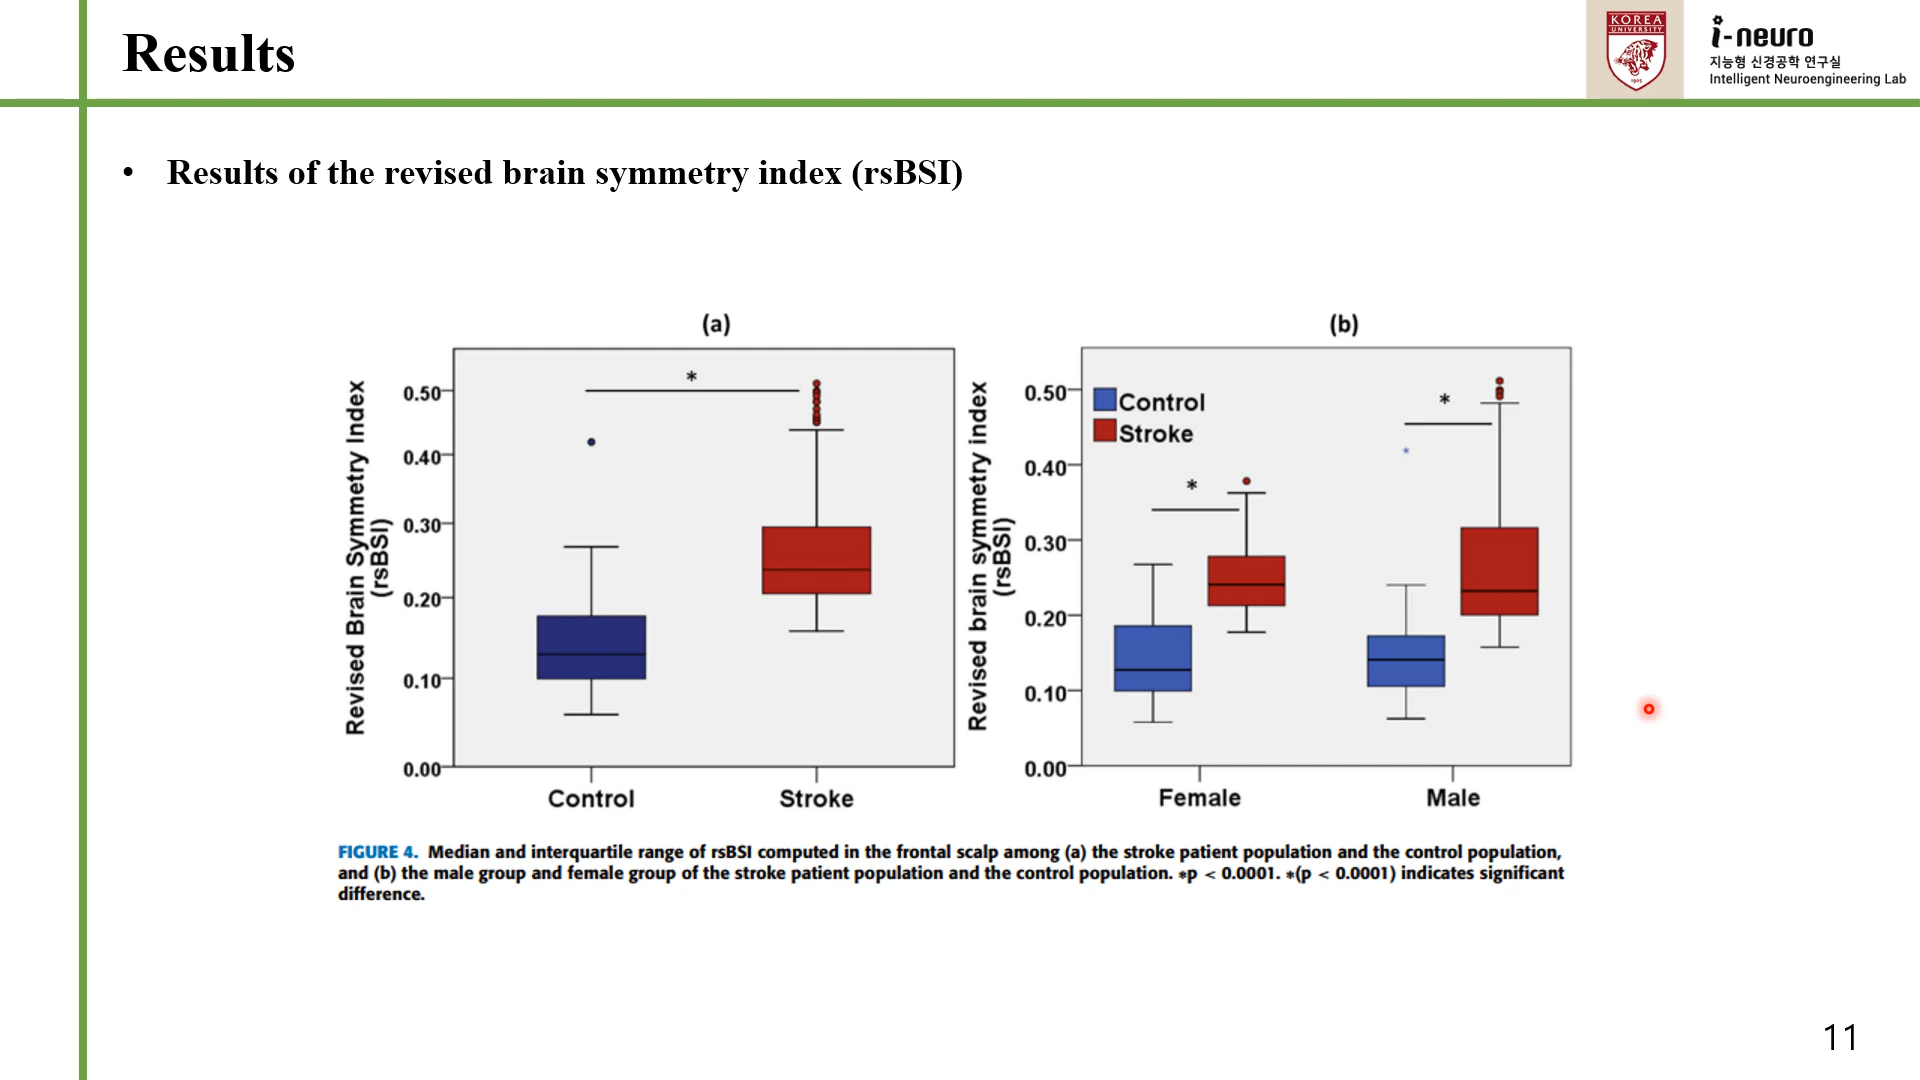 Results
KOREA
UNIVERSITY
1905
i-neuro
지능형 신경공학 연구실
Intelligent Neuroengineering Lab
• Results of the revised brain symmetry index (rsBSI)
(a)
Revised Brain Symmetry Index
(rsBSI)
0.50
0.40
0.30
0.20
0.10
0.00
*
Control
Stroke
(b)
Revised brain symmetry index
(rsBSI)
0.50
0.40
0.30
0.20
0.10
0.00
Control
Stroke
*
*
Female
Male
FIGURE 4. Median and interquartile range of rsBSI computed in the frontal scalp among (a) the stroke patient population and the control population,
and (b) the male group and female group of the stroke patient population and the control population. *p < 0.0001. *(p < 0.0001) indicates significant
difference.
11